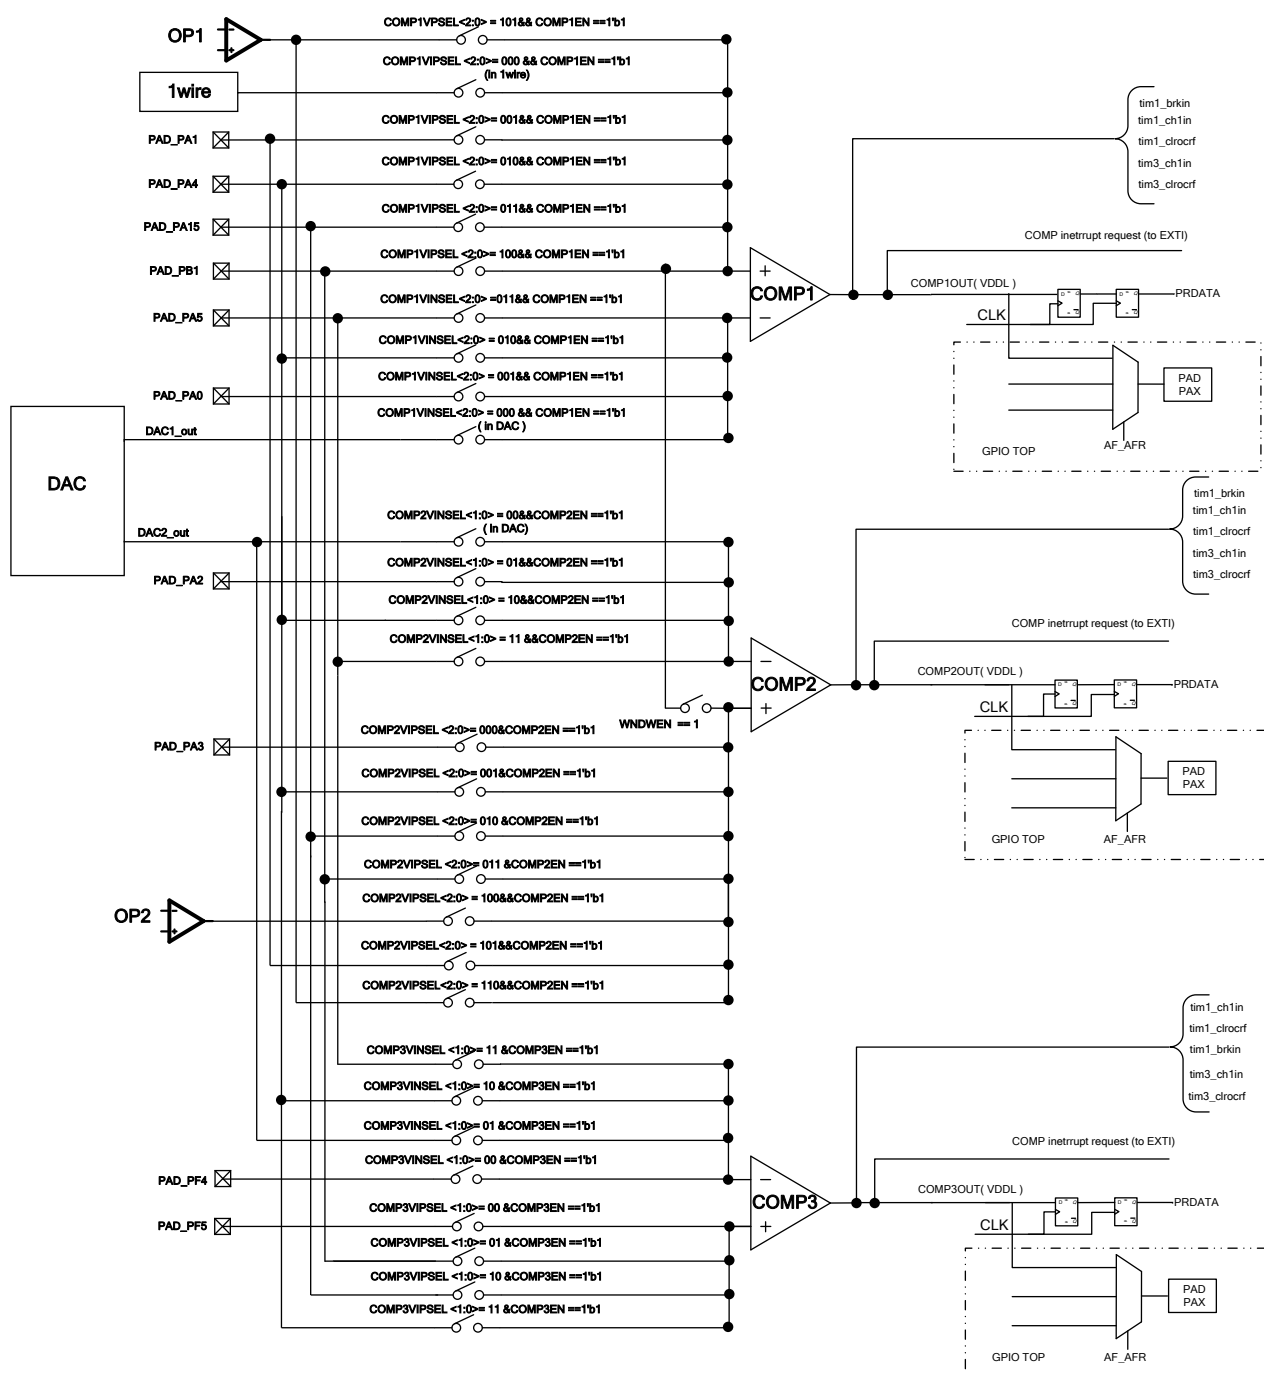 OP1
COMP1VPSEL<2:0> = 101&& COMP1EN ==1'b1
COMP1VIPSEL <2:0>= 000 && COMP1EN ==1'b1
(in 1wire)
1wire
COMP1VIPSEL <2:0>= 001&& COMP1EN ==1'b1
PAD_PA1
COMP1VIPSEL <2:0>= 010&& COMP1EN ==1'b1
PAD_PA4
COMP1VIPSEL <2:0>= 011&& COMP1EN ==1'b1
PAD_PA15
COMP1VIPSEL <2:0>= 100&& COMP1EN ==1'b1
PAD_PB1
COMP1VINSEL<2:0> =011&& COMP1EN ==1'b1
PAD_PA5
COMP1VINSEL<2:0> = 010&& COMP1EN ==1'b1
COMP1VINSEL<2:0> = 001&& COMP1EN ==1'b1
PAD_PA0
COMP1VINSEL<2:0> = 000 && COMP1EN ==1'b1
( in DAC )
DAC1_out
DAC
+
COMP1
−
tim1_brkin
tim1_ch1in
tim1_clrocrf
tim3_ch1in
tim3_clrocrf
COMP inetrrupt request (to EXTI)
COMP1OUT( VDDL )
PRDATA
CLK
PAD
PAX
AF_AFR
GPIO TOP
DAC2_out
COMP2VINSEL<1:0> = 00&&COMP2EN ==1'b1
( in DAC)
COMP2VINSEL<1:0> = 01&&COMP2EN ==1'b1
PAD_PA2
COMP2VINSEL<1:0> = 10&&COMP2EN ==1'b1
COMP2VINSEL<1:0> = 11 &&COMP2EN ==1'b1
−
COMP2
+
WNDWEN == 1
COMP2VIPSEL <2:0>= 000&COMP2EN ==1'b1
PAD_PA3
COMP2VIPSEL <2:0>= 001&COMP2EN ==1'b1
COMP2VIPSEL <2:0>= 010 &COMP2EN ==1'b1
COMP2VIPSEL <2:0>= 011 &COMP2EN ==1'b1
COMP2VIPSEL<2:0> = 100&&COMP2EN ==1'b1
OP2
COMP2VIPSEL<2:0> = 101&&COMP2EN ==1'b1
COMP2VIPSEL<2:0> = 110&&COMP2EN ==1'b1
tim1_brkin
tim1_ch1in
tim1_clrocrf
tim3_ch1in
tim3_clrocrf
COMP inetrrupt request (to EXTI)
COMP2OUT( VDDL )
PRDATA
CLK
PAD
PAX
GPIO TOP
AF_AFR
COMP3VINSEL <1:0>= 11 &COMP3EN ==1'b1
COMP3VINSEL <1:0>= 10 &COMP3EN ==1'b1
COMP3VINSEL <1:0>= 01 &COMP3EN ==1'b1
COMP3VINSEL <1:0>= 00 &COMP3EN ==1'b1
PAD_PF4
COMP3VIPSEL <1:0>= 00 &COMP3EN ==1'b1
PAD_PF5
COMP3VIPSEL <1:0>= 01 &COMP3EN ==1'b1
COMP3VIPSEL <1:0>= 10 &COMP3EN ==1'b1
COMP3VIPSEL <1:0>= 11 &COMP3EN ==1'b1
−
COMP3
+
tim1_ch1in
tim1_clrocrf
tim1_brkin
tim3_ch1in
tim3_clrocrf
COMP inetrrupt request (to EXTI)
COMP3OUT( VDDL )
PRDATA
CLK
PAD
PAX
GPIO TOP
AF_AFR